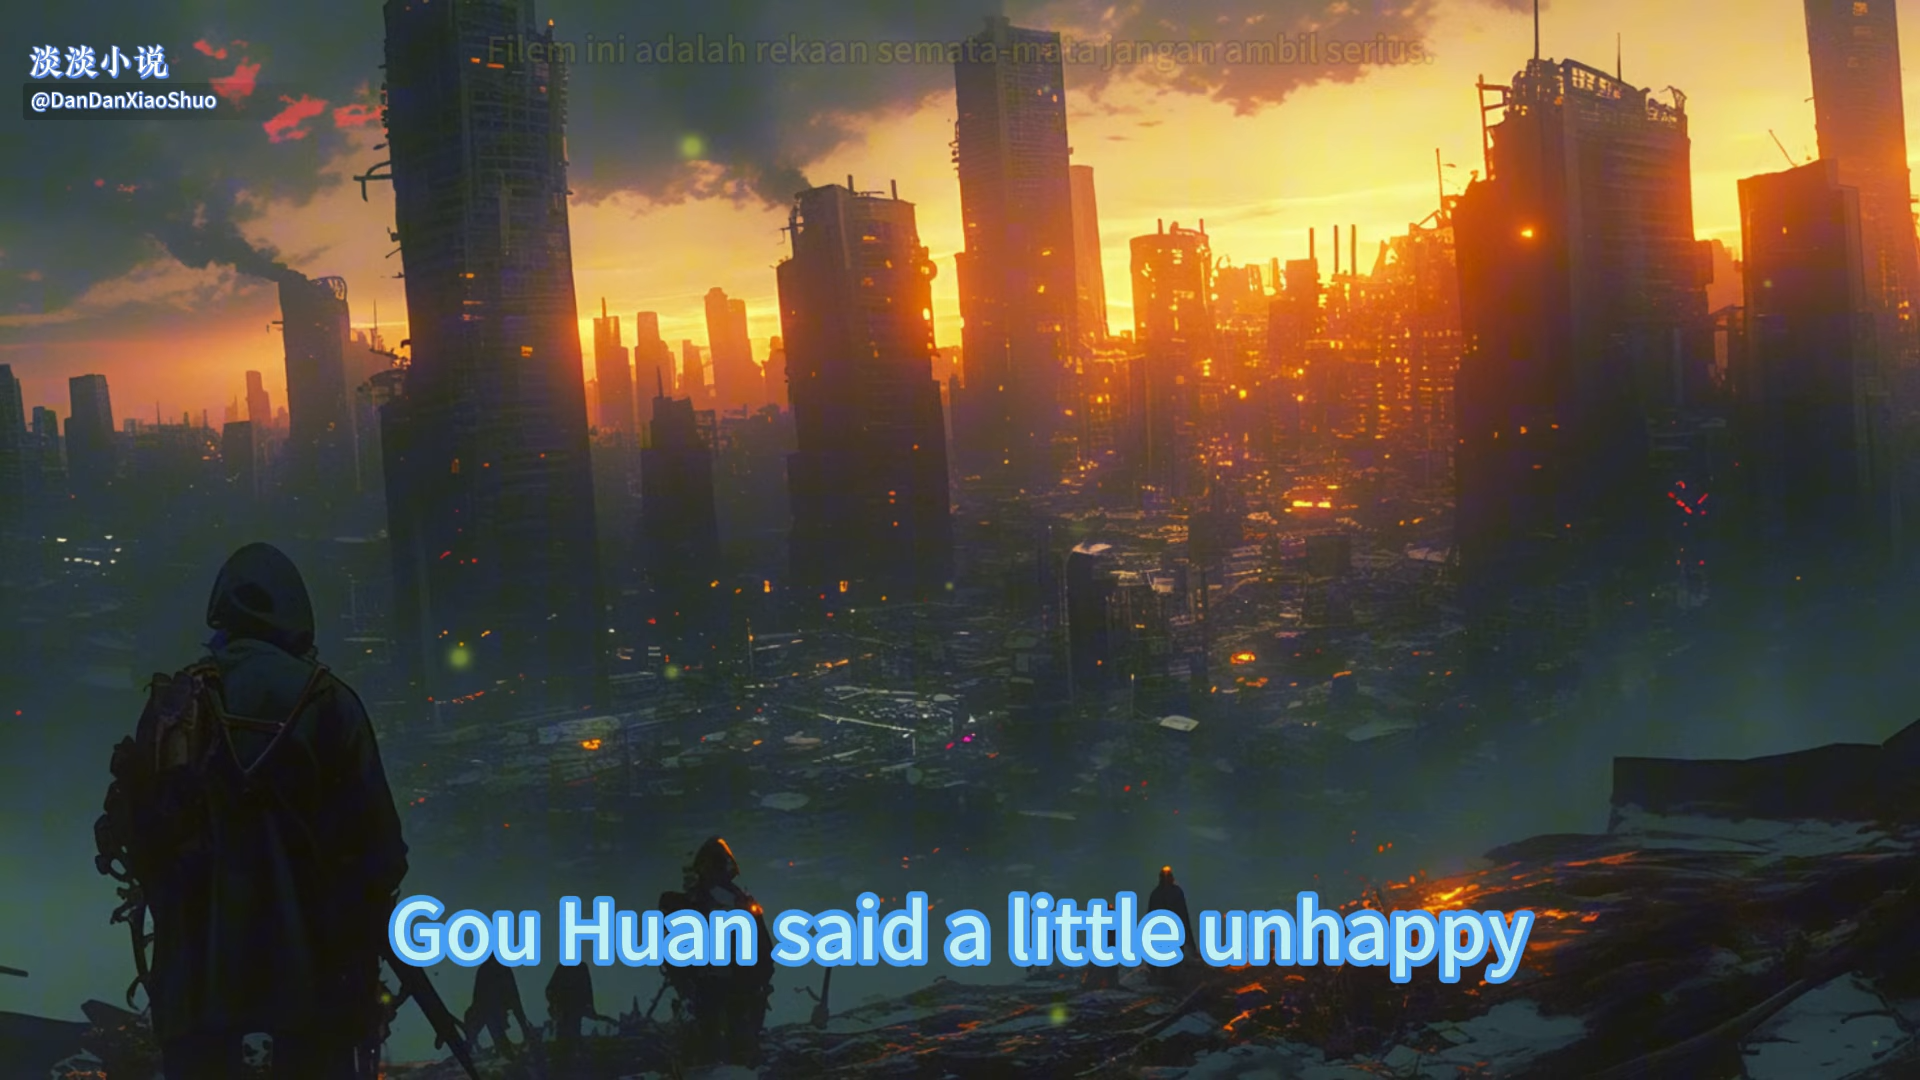 Filem ini adalah rekaan semata-mata jangan ambil serius.
淡淡小说
@DanDanXiaoShuo
Gou Huan said a little unhappy